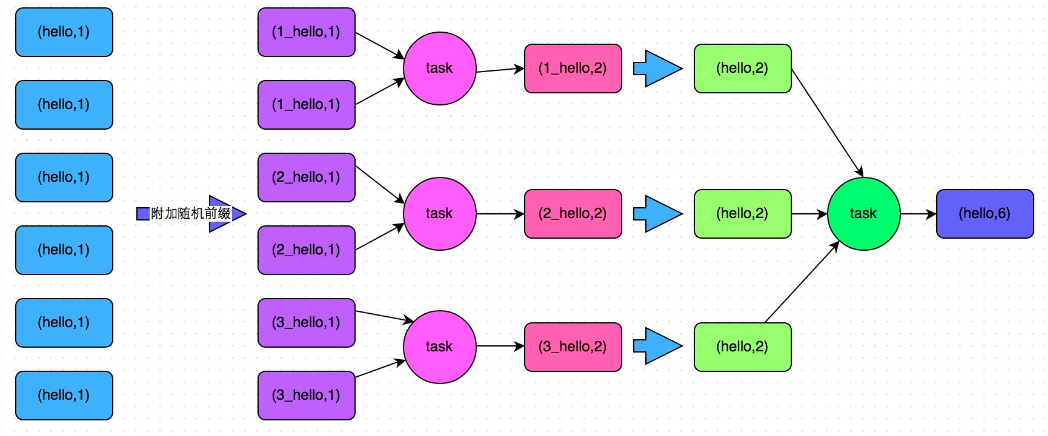 (hello,1)
(hello,1)
(hello,1)
(hello,1)
(hello,1)
(hello,1)
附加随机前缀
(1_hello,1)
(1_hello,1)
(2_hello,1)
(2_hello,1)
(3_hello,1)
(3_hello,1)
task
task
task
(1_hello,2)
(2_hello,2)
(3_hello,2)
(hello,2)
(hello,2)
(hello,2)
task
(hello,6)